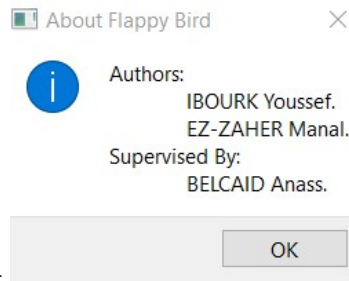 About Flappy Bird
Authors:
IBOURK Youssef.
EZ-ZAHER Manal.
Supervised By:
BELCAID Anass.
OK